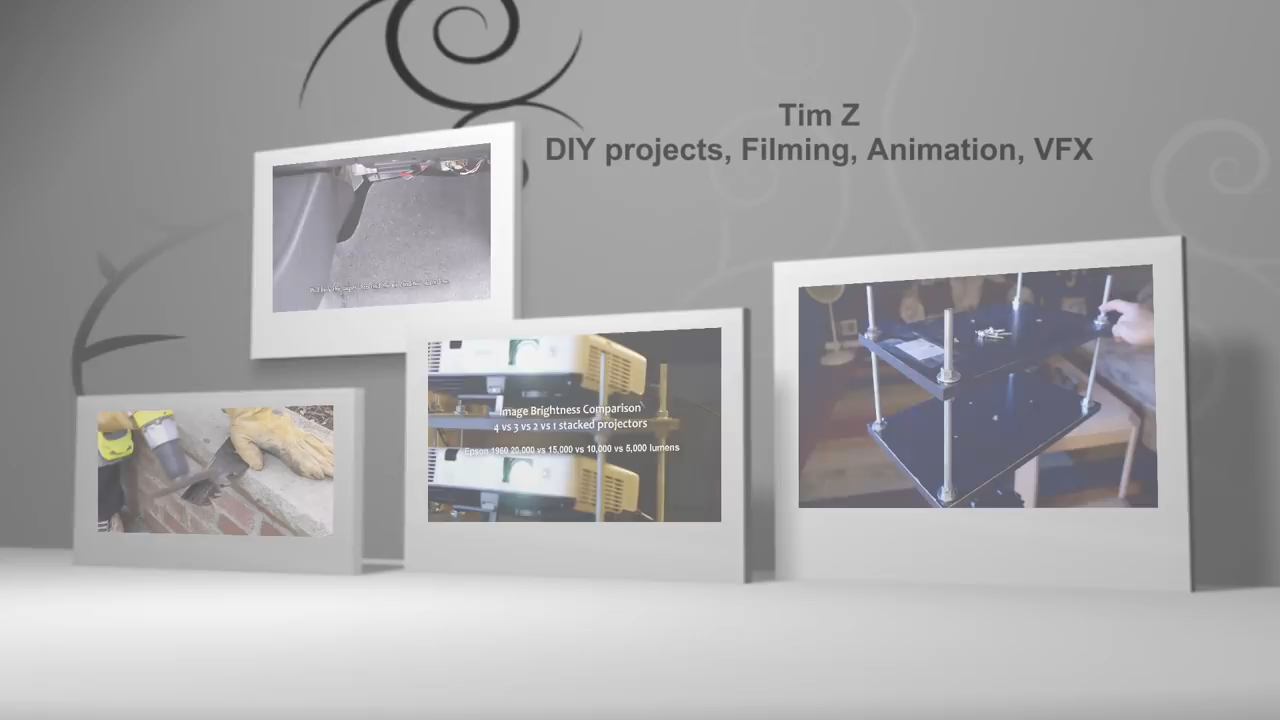 Tim Z
DIY projects, Filming, Animation, VFX
Image Brightness Comparison
4 vs 3 vs 2 vs 1 stacked projectors
Epson 1960 20,000 vs 15,000 vs 10,000 vs 5,000 lumens